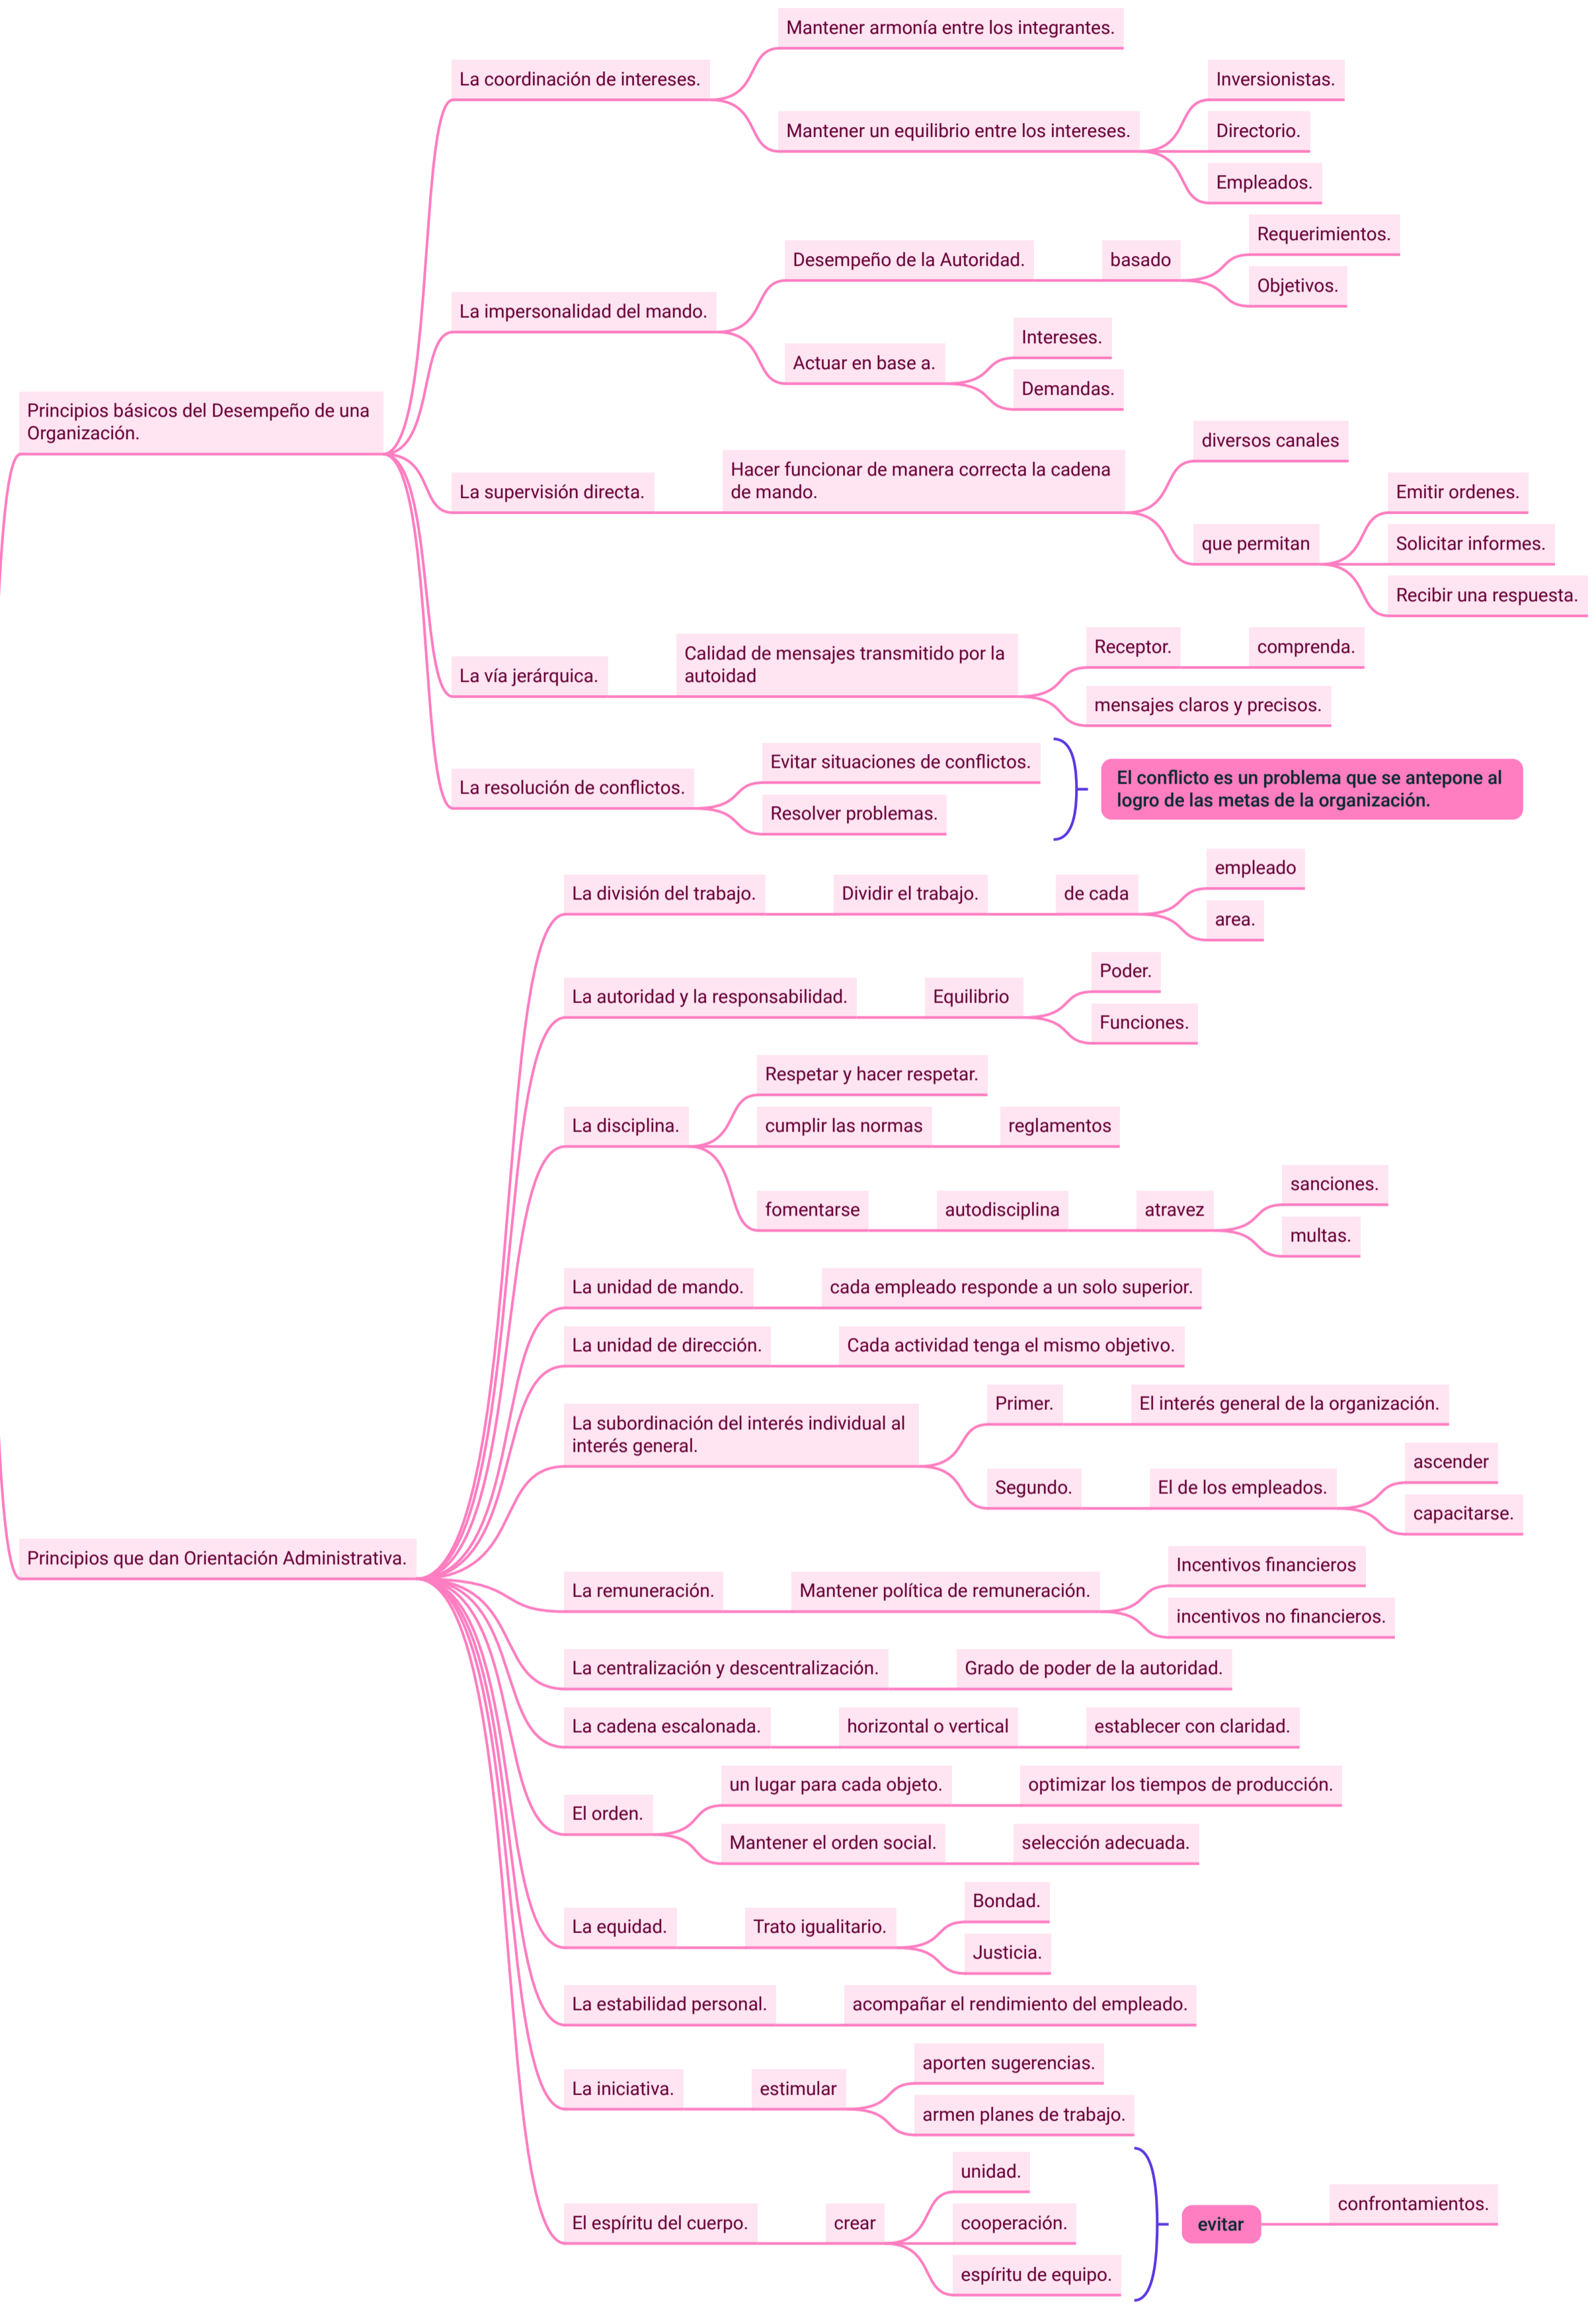 Principios básicos del Desempeño de una
Organización.
La coordinación de intereses.
Mantener armonía entre los integrantes.
Mantener un equilibrio entre los intereses.
Inversionistas.
Directorio.
Empleados.
La impersonalidad del mando.
Desempeño de la Autoridad.
basado
Requerimientos.
Objetivos.
Actuar en base a.
Intereses.
Demandas.
La supervisión directa.
Hacer funcionar de manera correcta la cadena
de mando.
diversos canales
que permitan
Emitir ordenes.
Solicitar informes.
Recibir una respuesta.
La vía jerárquica.
Calidad de mensajes transmitido por la
autoidad
Receptor.
comprenda.
mensajes claros y precisos.
La resolución de conflictos.
Evitar situaciones de conflictos.
Resolver problemas.
El conflicto es un problema que se antepone al
logro de las metas de la organización.
Principios que dan Orientación Administrativa.
La división del trabajo.
Dividir el trabajo.
de cada
empleado
area.
La autoridad y la responsabilidad.
Equilibrio
Poder.
Funciones.
La disciplina.
Respetar y hacer respetar.
cumplir las normas
reglamentos
fomentarse
autodisciplina
atravez
sanciones.
multas.
La unidad de mando.
cada empleado responde a un solo superior.
La unidad de dirección.
Cada actividad tenga el mismo objetivo.
La subordinación del interés individual al
interés general.
Primer.
El interés general de la organización.
Segundo.
El de los empleados.
ascender
capacitarse.
La remuneración.
Mantener política de remuneración.
Incentivos financieros
incentivos no financieros.
La centralización y descentralización.
Grado de poder de la autoridad.
La cadena escalonada.
horizontal o vertical
establecer con claridad.
El orden.
un lugar para cada objeto.
optimizar los tiempos de producción.
Mantener el orden social.
selección adecuada.
La equidad.
Trato igualitario.
Bondad.
Justicia.
La estabilidad personal.
acompañar el rendimiento del empleado.
La iniciativa.
estimular
aporten sugerencias.
armen planes de trabajo.
El espíritu del cuerpo.
crear
unidad.
cooperación.
espíritu de equipo.
evitar
confrontamientos.